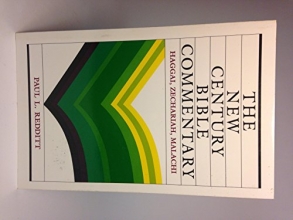 THE
NEW
CENTURY
BIBLE
COMMENTARY
HAGGAI, ZECHARIAH, MALACHI
PAUL L. REDDITT